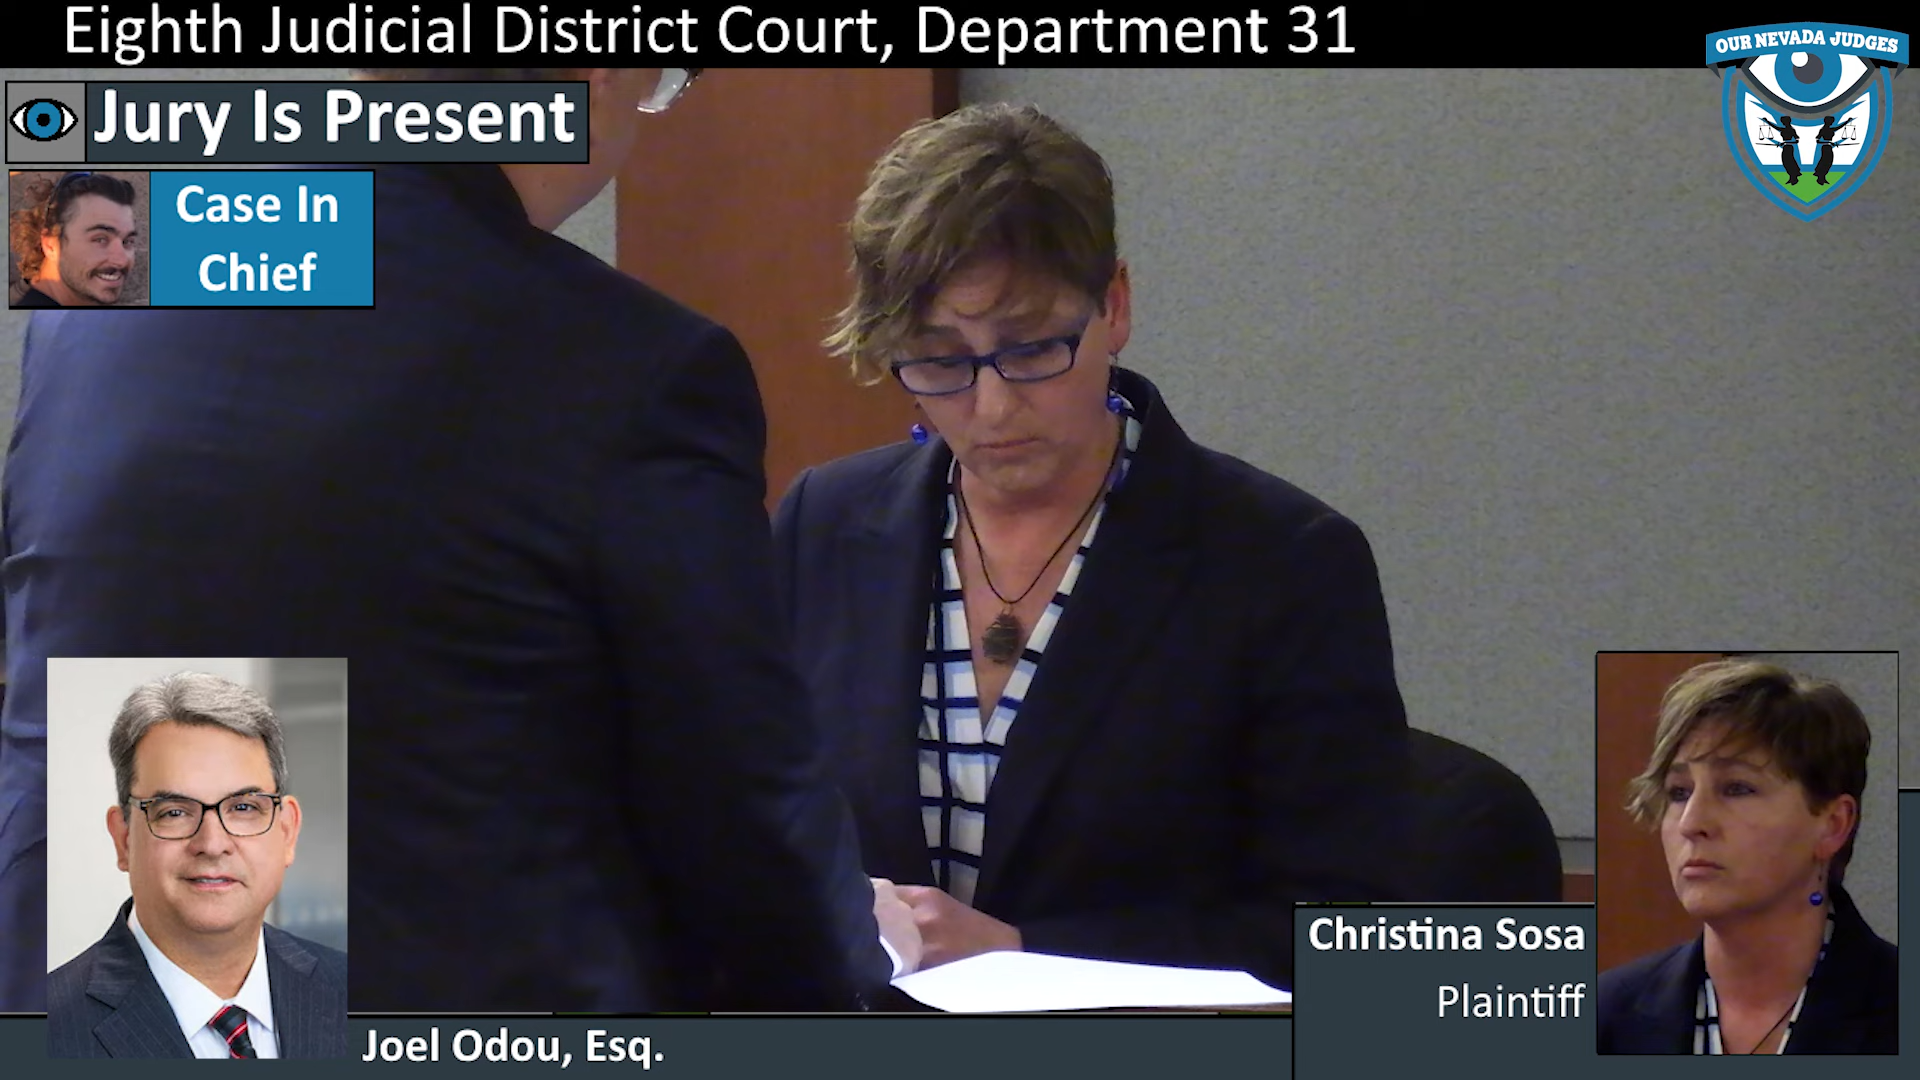 Eighth Judicial District Court, Department 31
OUR NEVADA JUDGES
Jury Is Present
Case In
Chief
Christina Sosa
Plaintiff
Joel Odou, Esq.